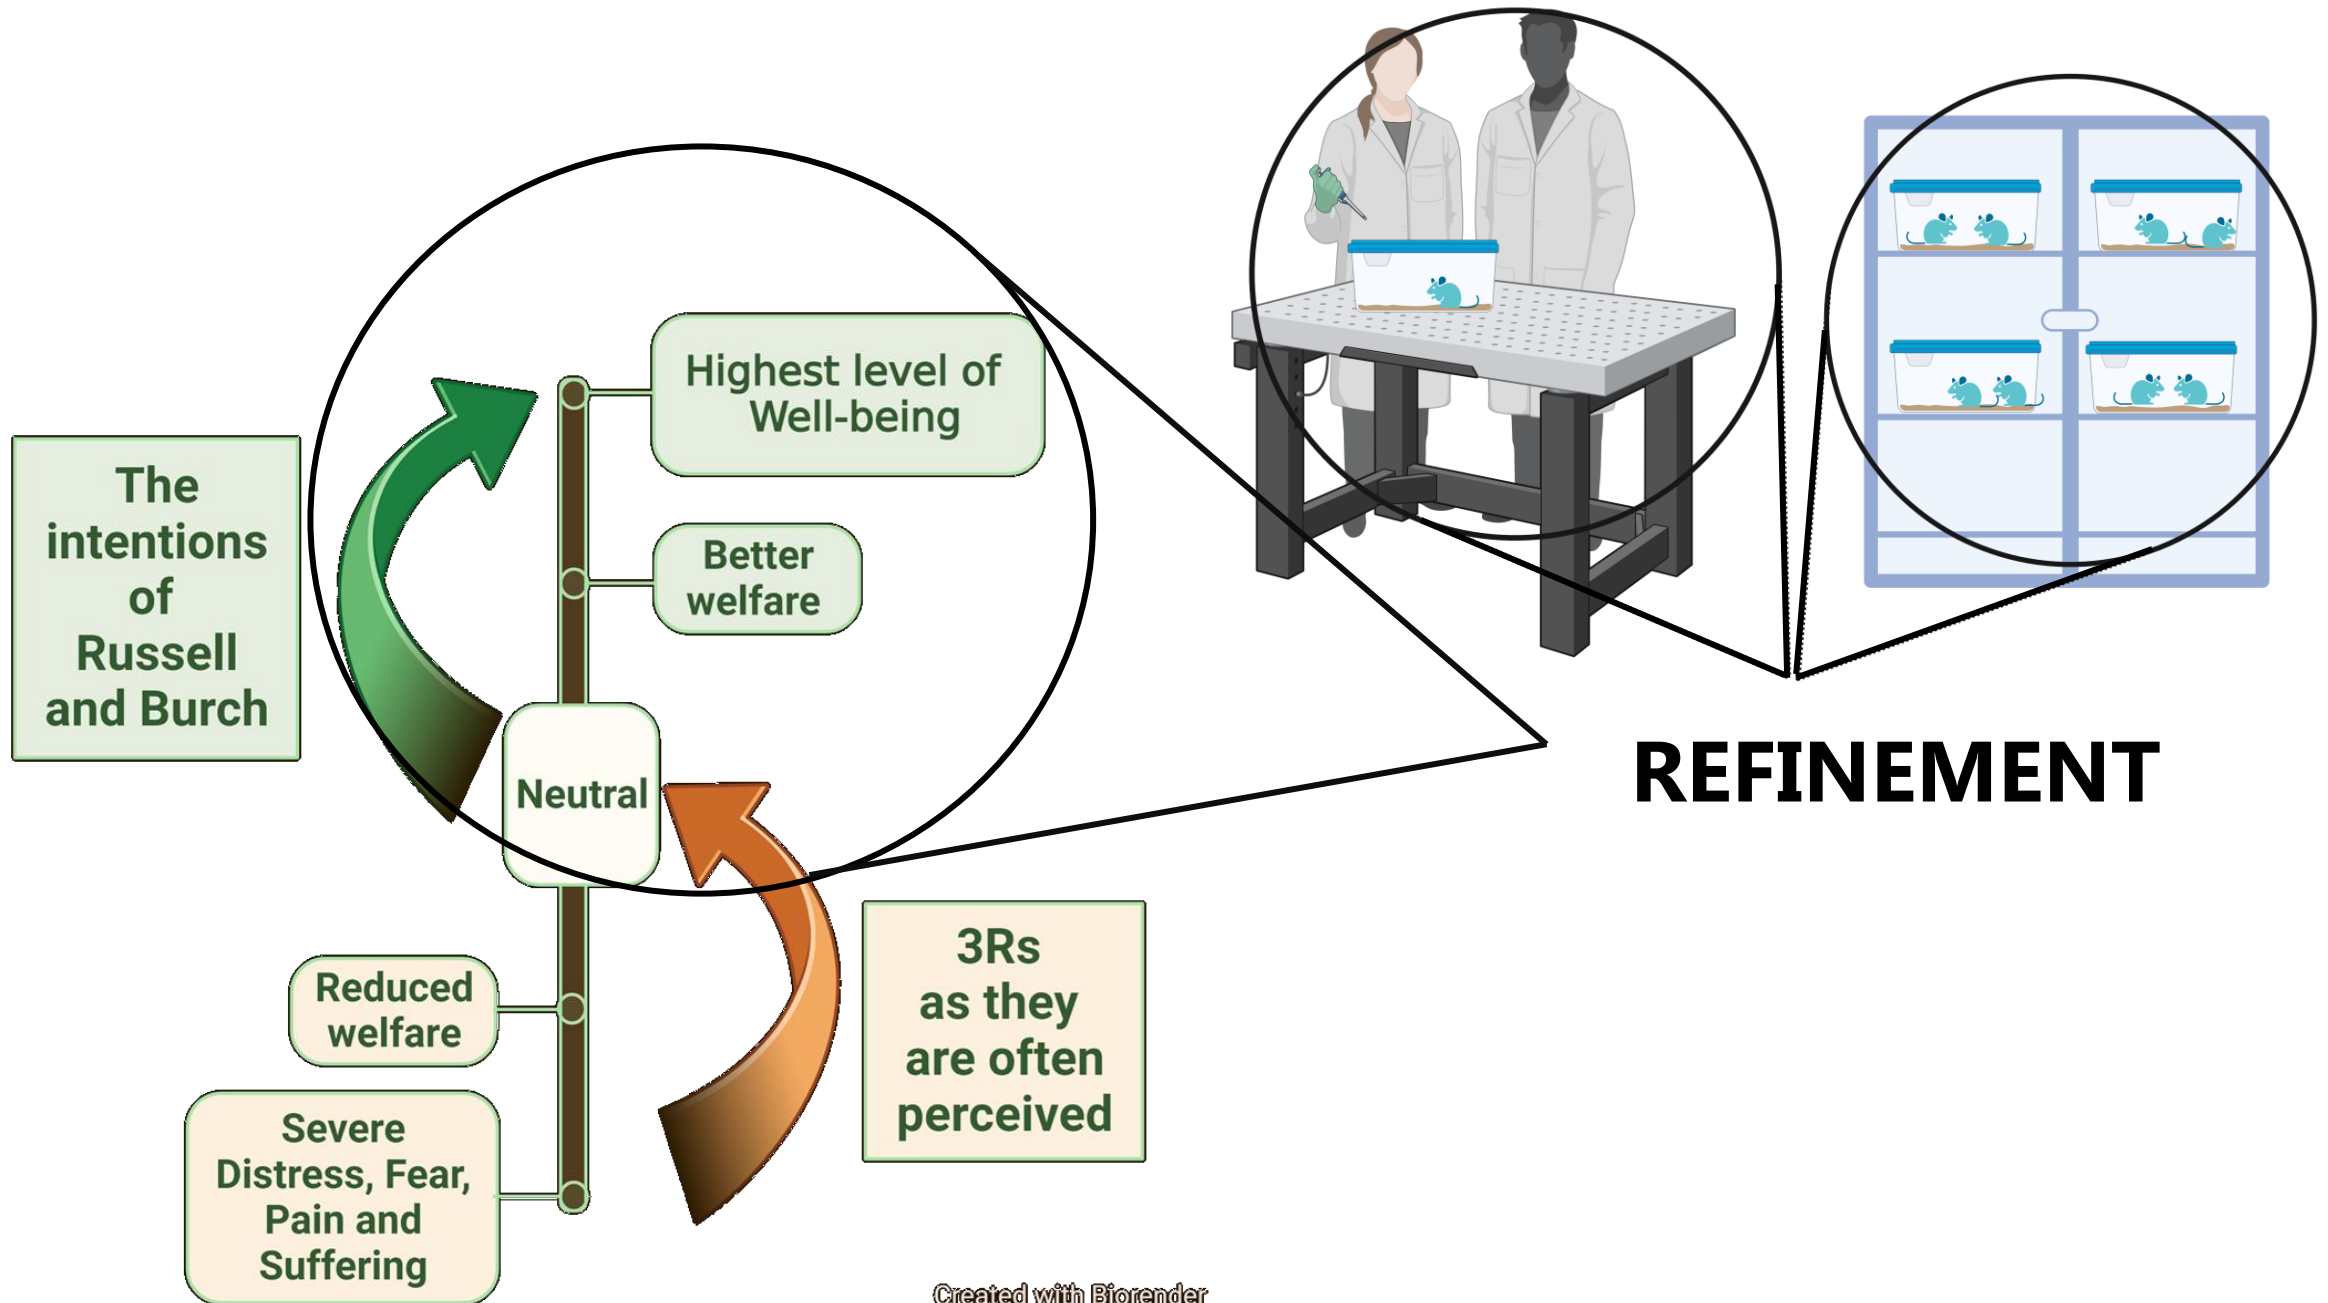 The
intentions
of
Russell
and Burch
Highest level of
Well-being
Better
welfare
Neutral
REFINEMENT
Reduced
welfare
Severe
Distress, Fear,
Pain and
Suffering
3Rs
as they
are often
perceived
Created with Biorender